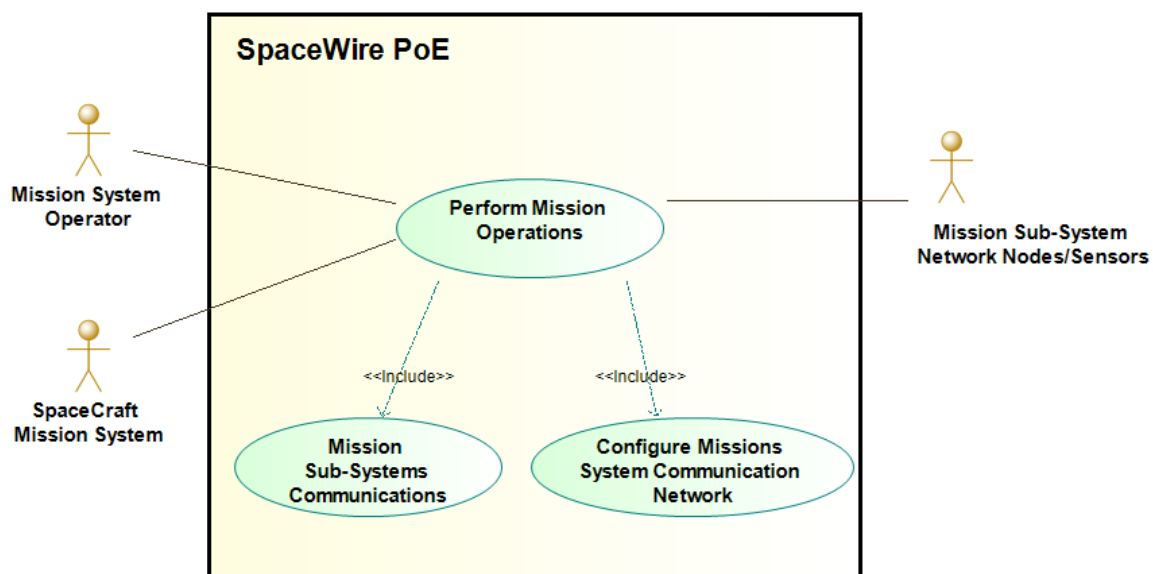 SpaceWire PoE
Mission System
Operator
Perform Mission
Operations
Mission Sub-System
Network Nodes/Sensors
SpaceCraft
Mission System
<<Include>>
<<Include>>
Mission
Sub-Systems
Communications
Configure Missions
System Communication
Network